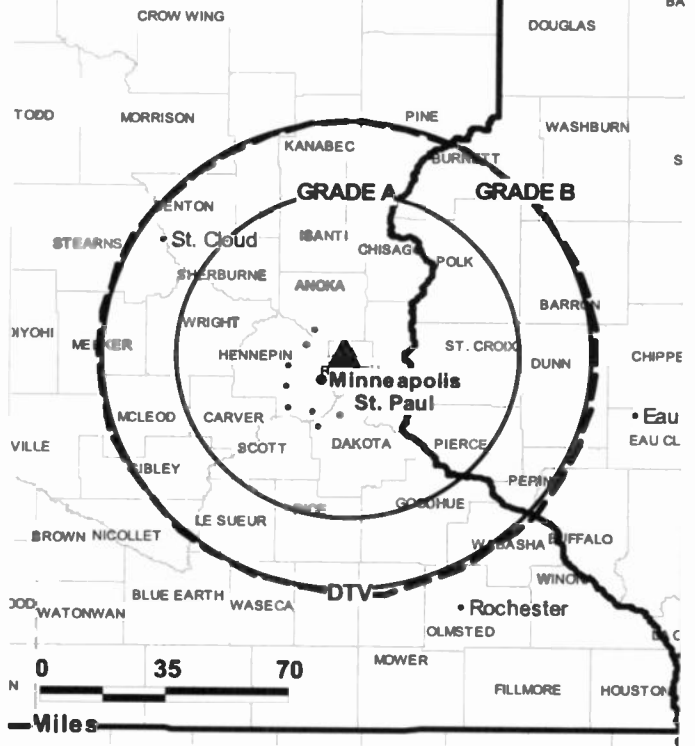 BA
CROW WING
DOUGLAS
TODD
MORRISON
PINE
WASHBURN
KANABEC
BURNETT
S
GRADE A
GRADE B
BENTON
STEARNS
St. Cloud
ISANTI
CHISAGO
POLK
SHERBURNE
ANOKA
BARRON
WRIGHT
DIYOHI
MEEKER
HENNEPIN
ST. CROIX
DUNN
CHIPPE
Minneapolis
St. Paul
MCLEOD
CARVER
Eau
EAU CL
VILLE
SCOTT
DAKOTA
PIERCE
SIBLEY
PEPIN
RICE
GOODHUE
LE SUEUR
BROWN
NICOLLET
WABASHA
BUFFALO
WINON
DTV
BLUE EARTH
WASECA
Rochester
WATONWAN
OLMSTED
MOWER
0 35 70
N
FILLMORE
HOUSTON
Miles